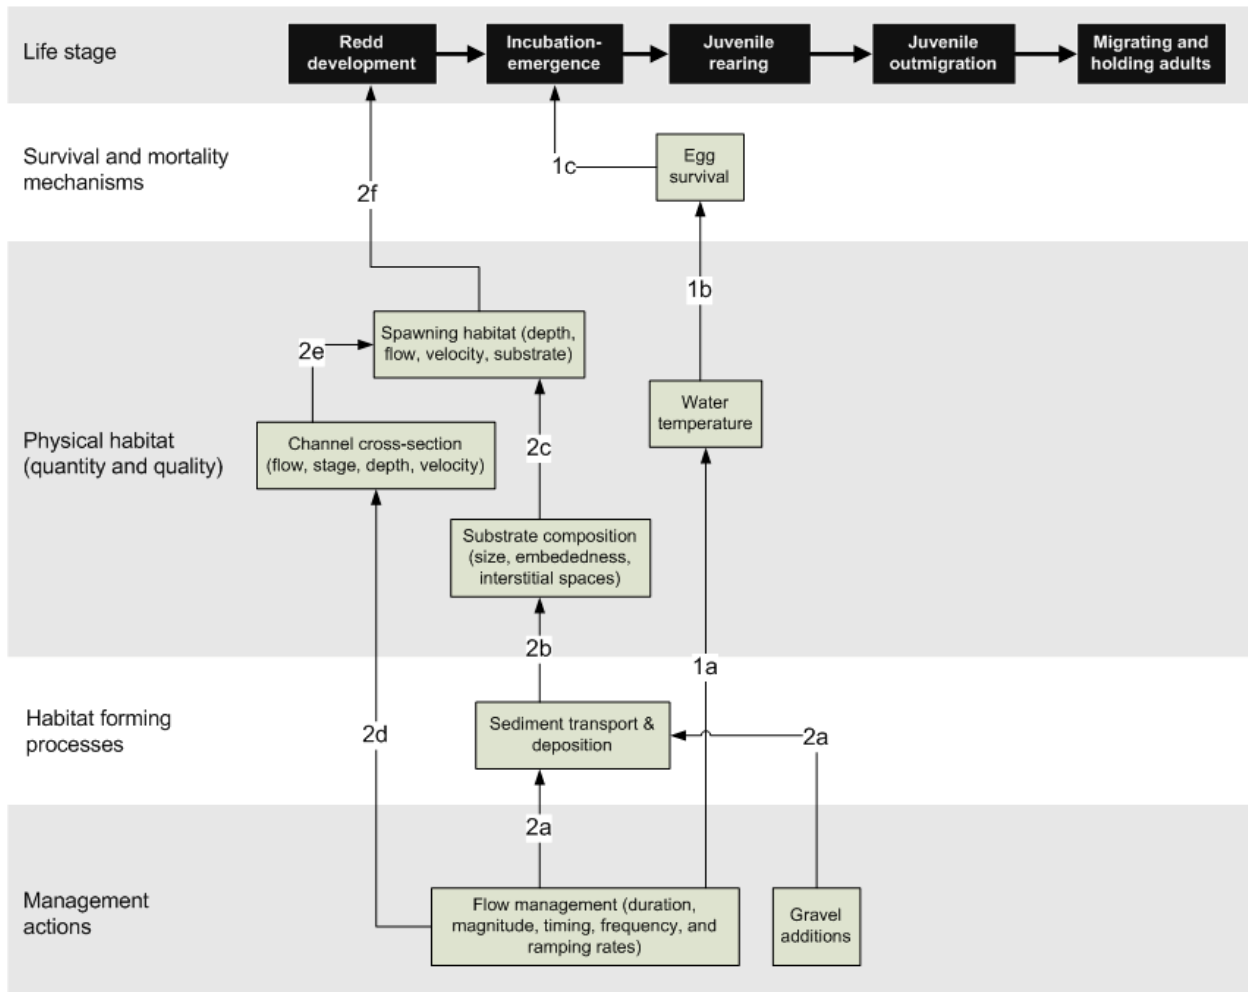 Life stage
Redd
development
Incubation-
emergence
Juvenile
rearing
Juvenile
outmigration
Migrating and
holding adults
Survival and mortality
mechanisms
Egg
survival
1c
2f
1b
Spawning habitat (depth,
flow, velocity, substrate)
2e
Water
temperature
Physical habitat
(quantity and quality)
Channel cross-section
(flow, stage, depth, velocity)
2c
Substrate composition
(size, embededness,
interstitial spaces)
2b
1a
Habitat forming
processes
Sediment transport &
deposition
2d
2a
2a
Management
actions
Flow management (duration,
magnitude, timing, frequency, and
ramping rates)
Gravel
additions